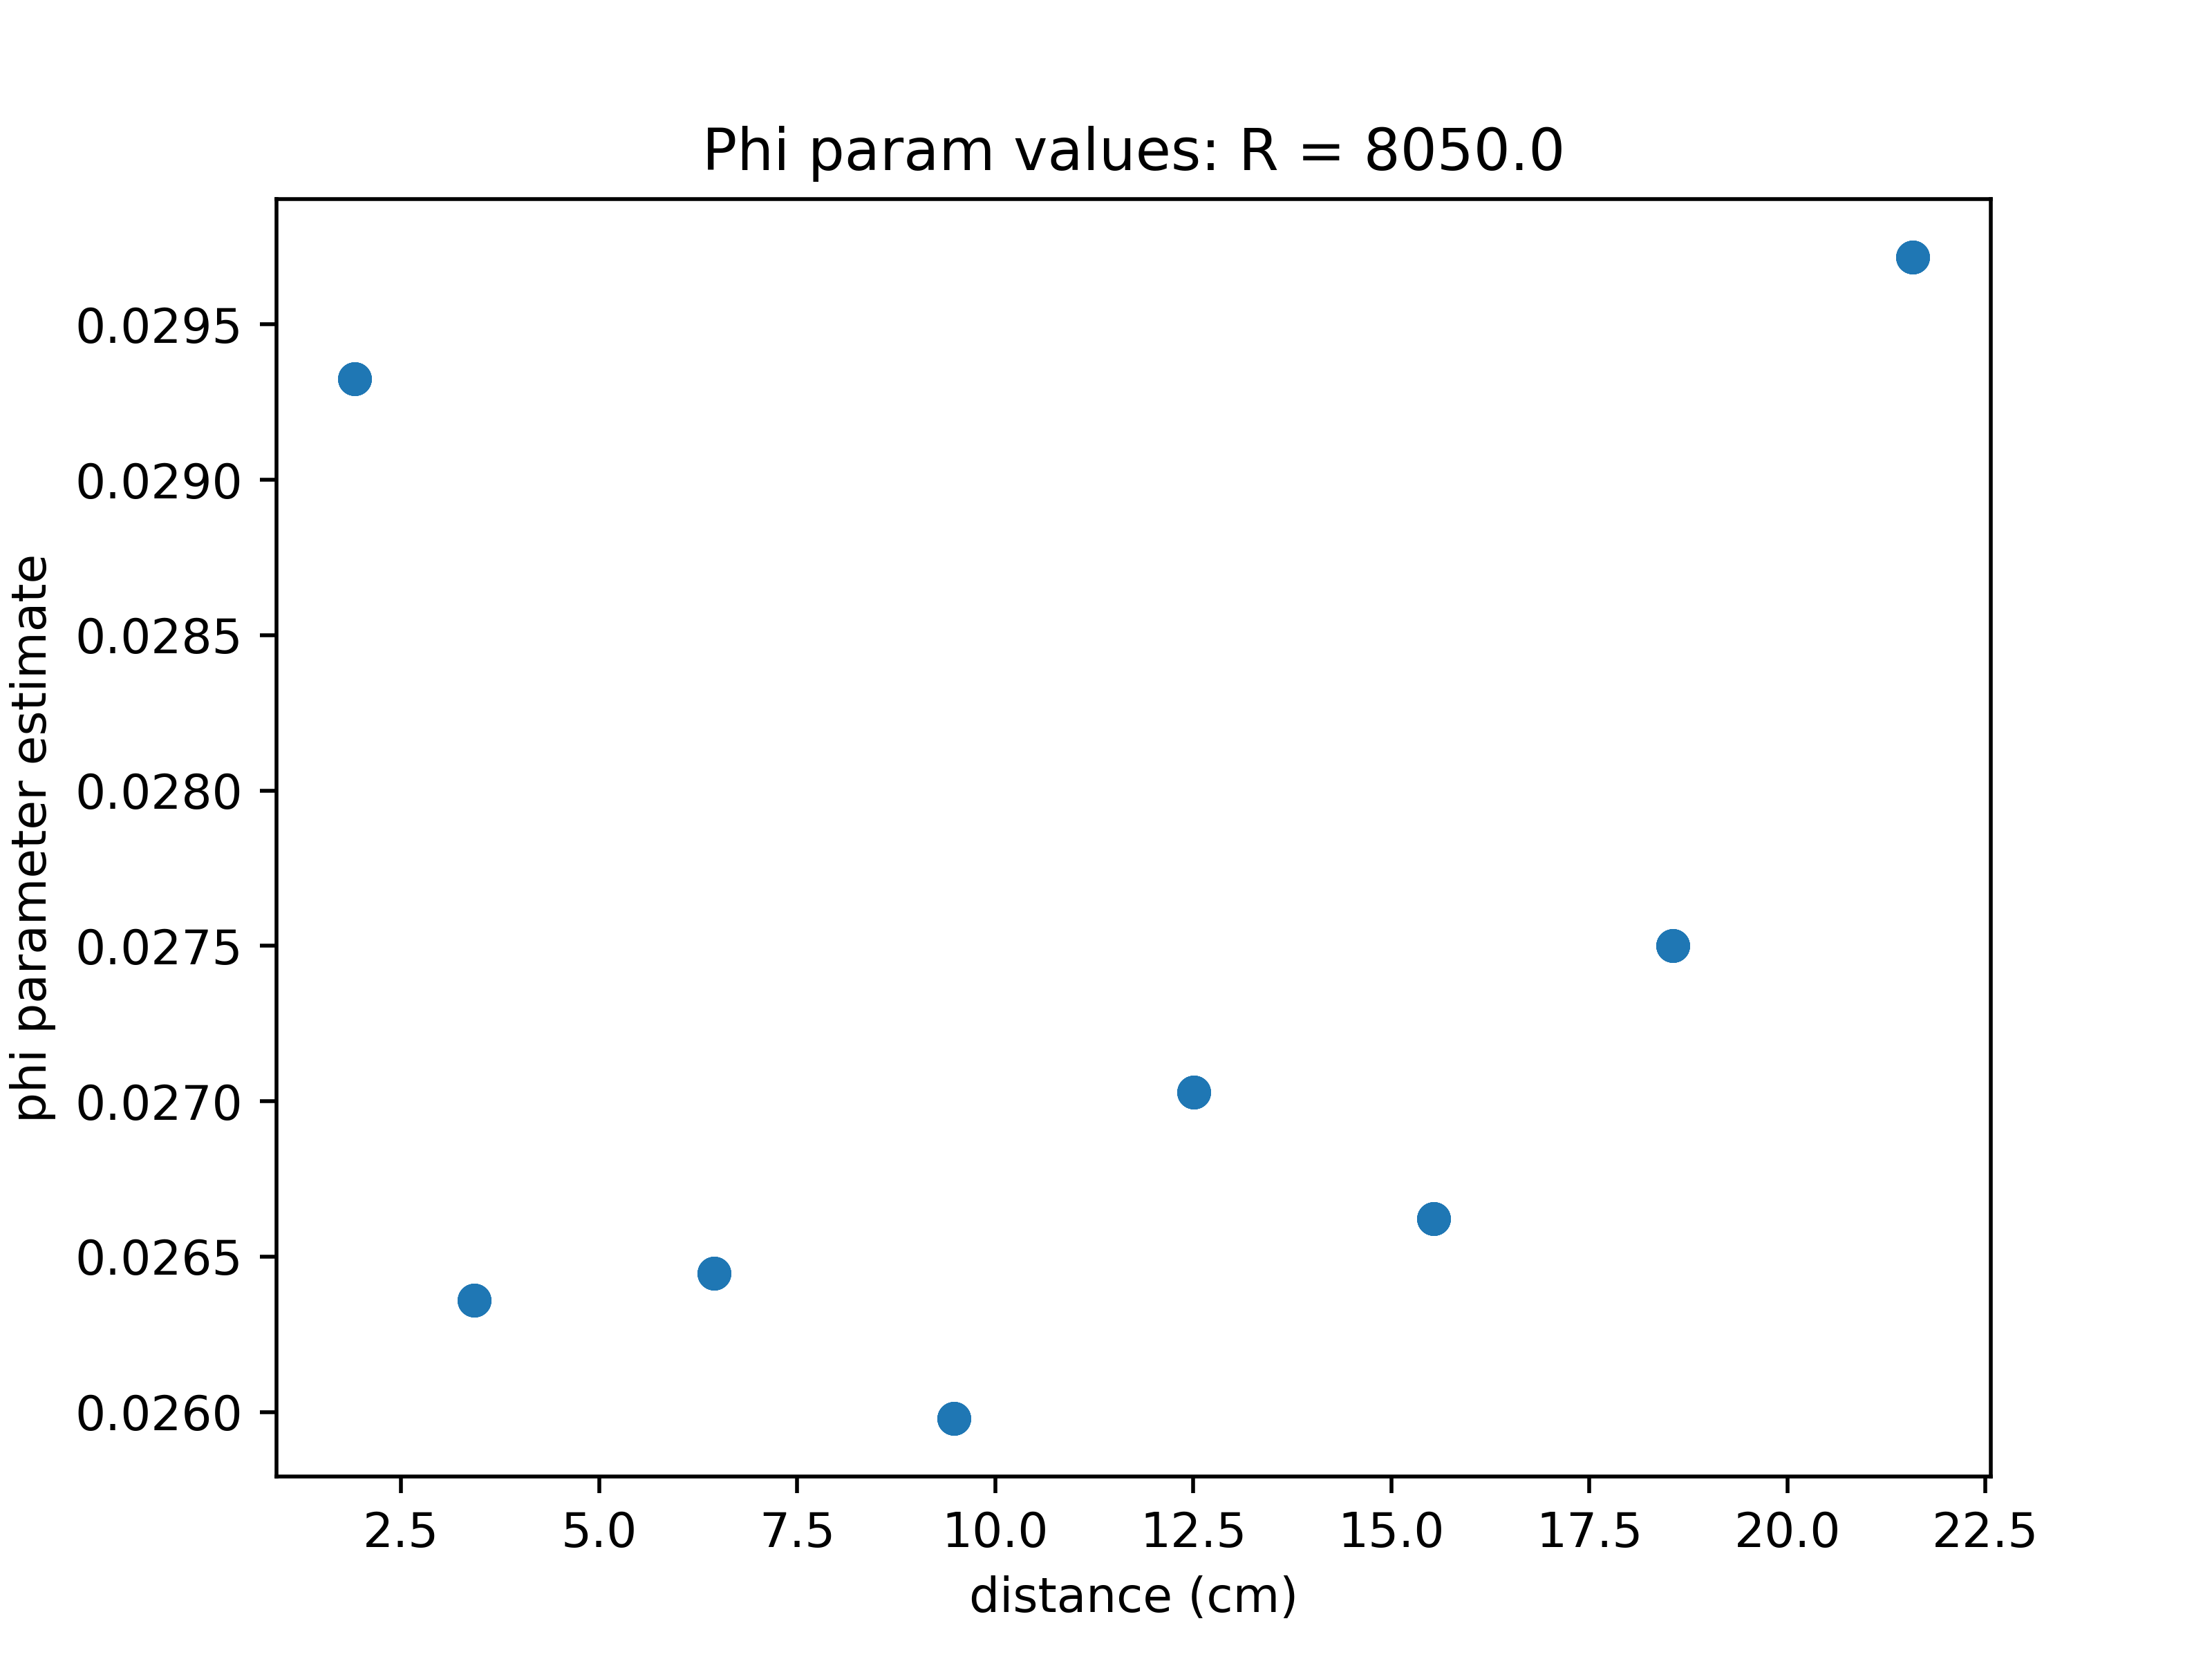 Phi param values: R = 8050.0
0.0295
0.0290
0.0285
0.0280
0.0275
0.0270
0.0265
0.0260
phi parameter estimate
2.5 5.0 7.5 10.0 12.5 15.0 17.5 20.0 22.5
distance (cm)